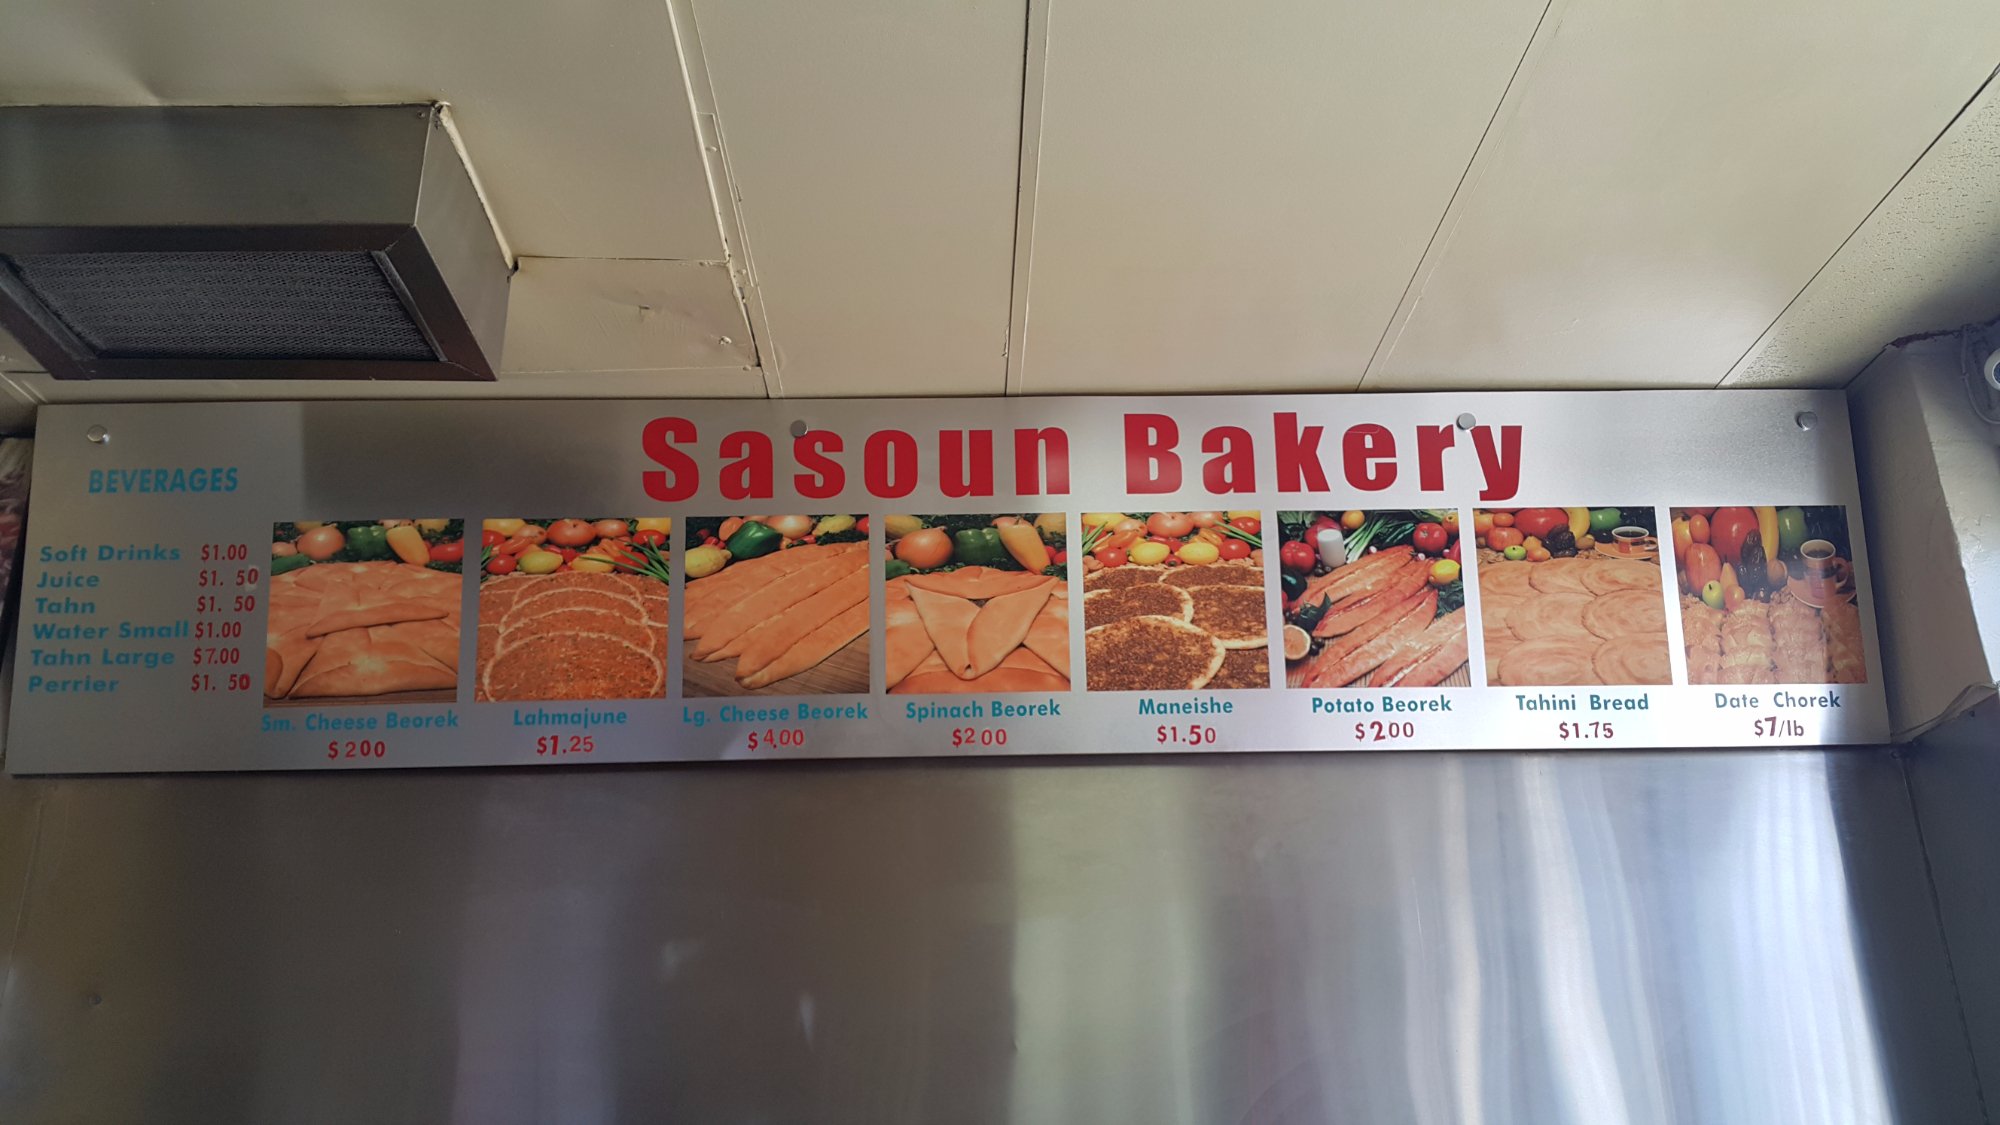 Sasoun Bakery
BEVERAGES
Soft Drinks $1.00
Juice $1. 50
Tahn $1. 50
Water Small $1.00
Tahn Large $7.00
Perrier $1. 50
Sm. Cheese Beorek
$200
Lahmajune
$1.25
Lg. Cheese Beorek
$4.00
Spinach Beorek
$200
Maneishe
$1.50
Potato Beorek
$200
Tahini Bread
$1.75
Date Chorek
$7/lb